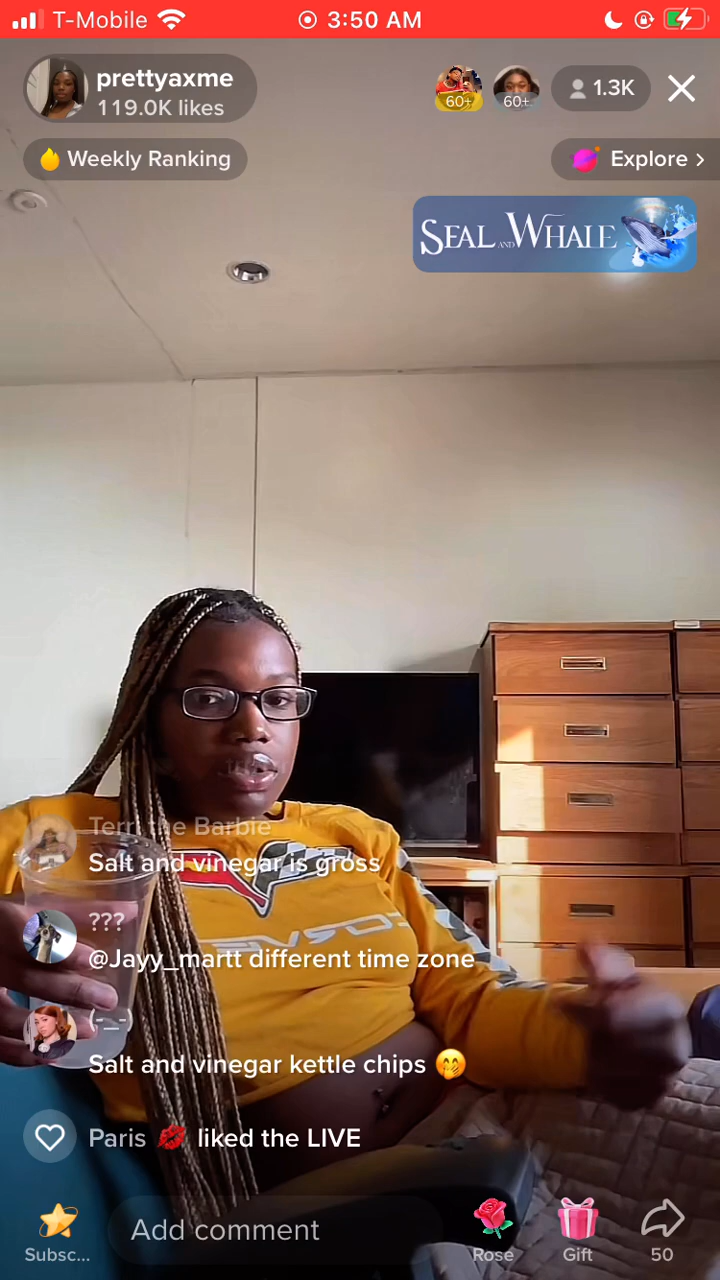 T-Mobile
3:50 AM
prettyaxme
119.0K likes
60+
60+
1.3K
Weekly Ranking
Explore >
SEAL AND WHALE
Terri the Barbie
Salt and vinegar is gross
???
@Jayy_martt different time zone
(-_-)
Salt and vinegar kettle chips 🤭
Paris 💋 liked the LIVE
Subsc...
Add comment
Rose
Gift
50